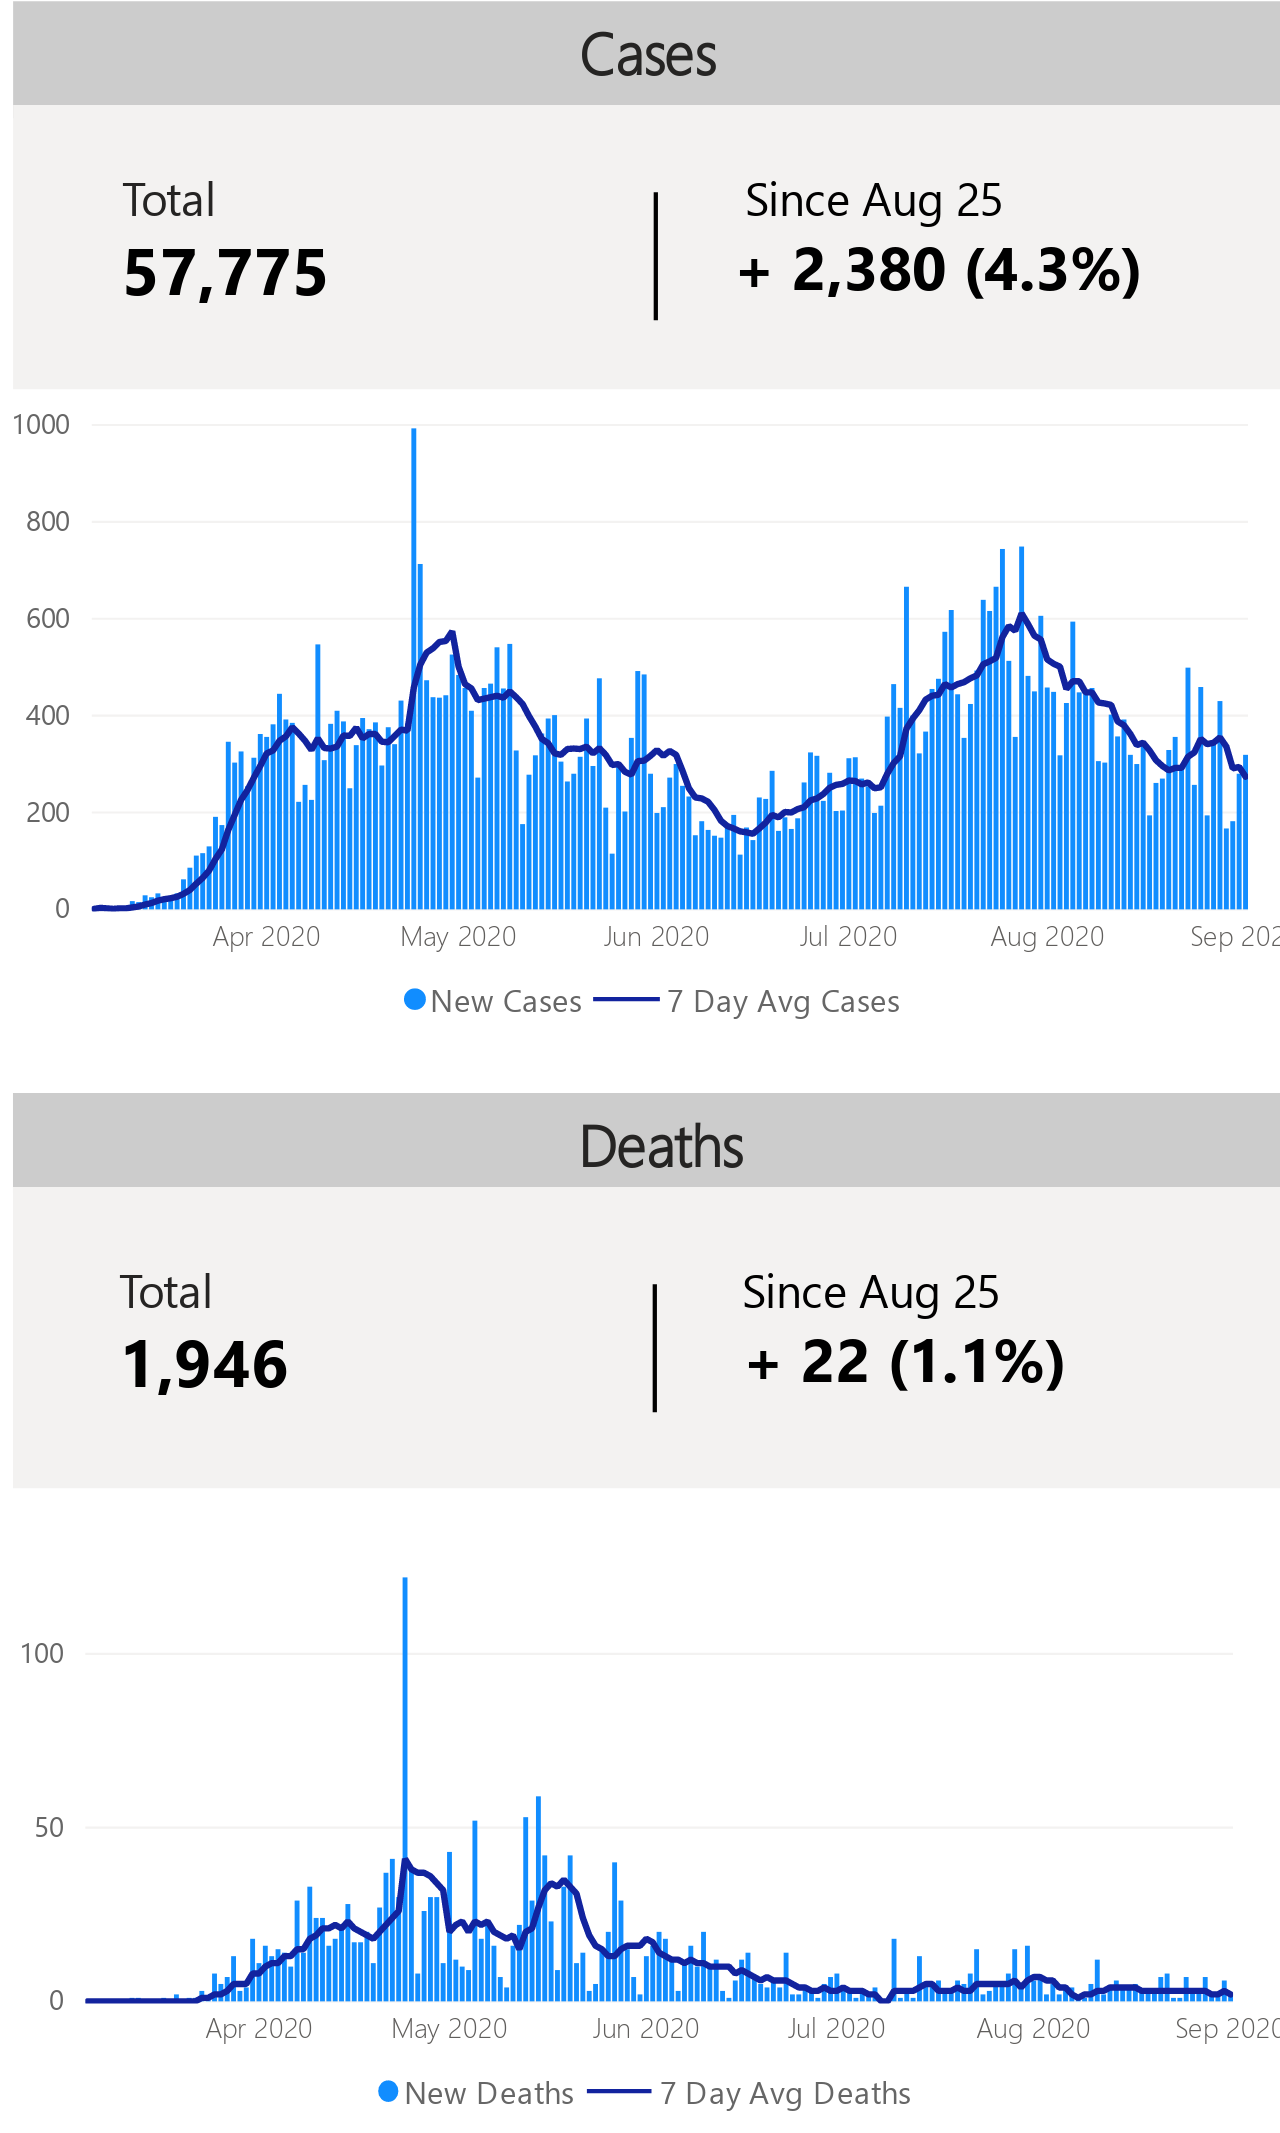 Cases
Total
Since Aug 25
57,775
+ 2,380 (4.3%)
1000
800
600
400
200
0
Apr 2020
May 2020
Jun 2020
Jul 2020
Aug 2020
Sep 202
New Cases
7 Day Avg Cases
Deaths
Total
Since Aug 25
1,946
+ 22 (1.1%)
100
50
0
Apr 2020
May 2020
Jun 2020
Jul 2020
Aug 2020
Sep 2020
New Deaths
7 Day Avg Deaths